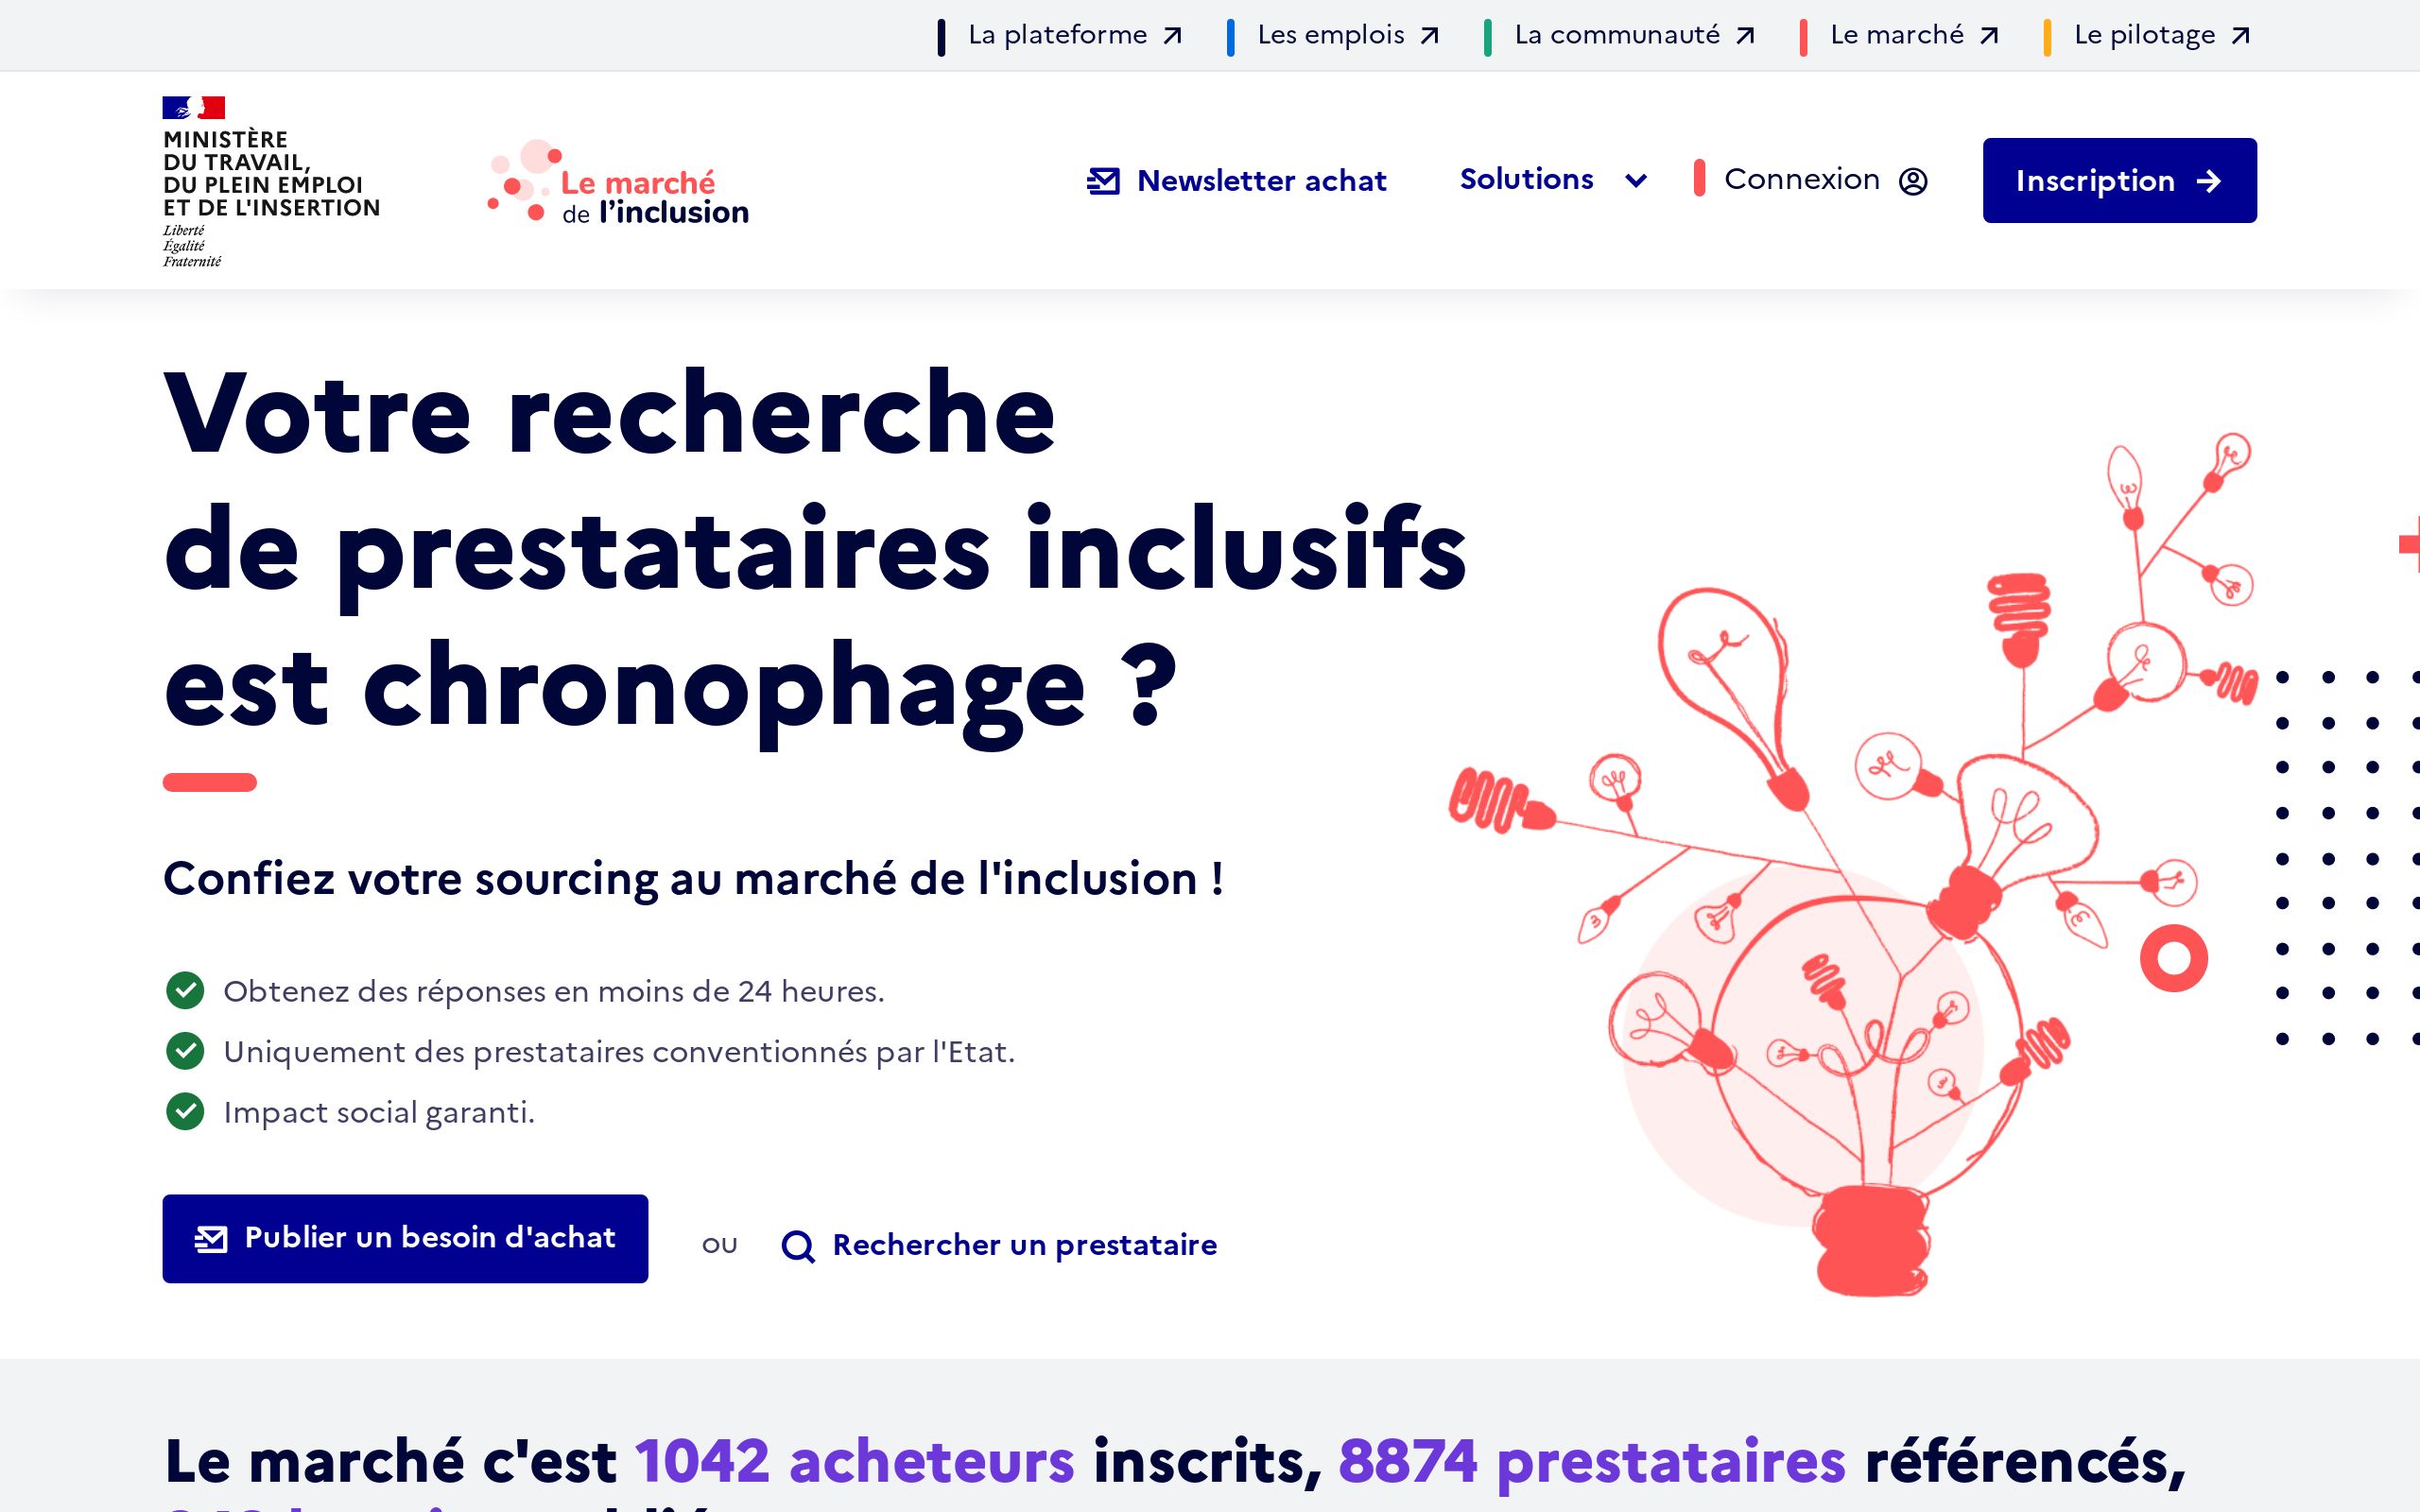 La plateforme
Les emplois
La communauté
Le marché
Le pilotage
MINISTÈRE
DU TRAVAIL,
DU PLEIN EMPLOI
ET DE L'INSERTION
Liberté
Égalité
Fraternité
Le marché
de l'inclusion
Newsletter achat
Solutions
Connexion
Inscription
Votre recherche
de prestataires inclusifs
est chronophage ?
Confiez votre sourcing au marché de l'inclusion !
Obtenez des réponses en moins de 24 heures.
Uniquement des prestataires conventionnés par l'Etat.
Impact social garanti.
Publier un besoin d'achat
ou
Rechercher un prestataire
Le marché c'est 1042 acheteurs inscrits, 8874 prestataires référencés,